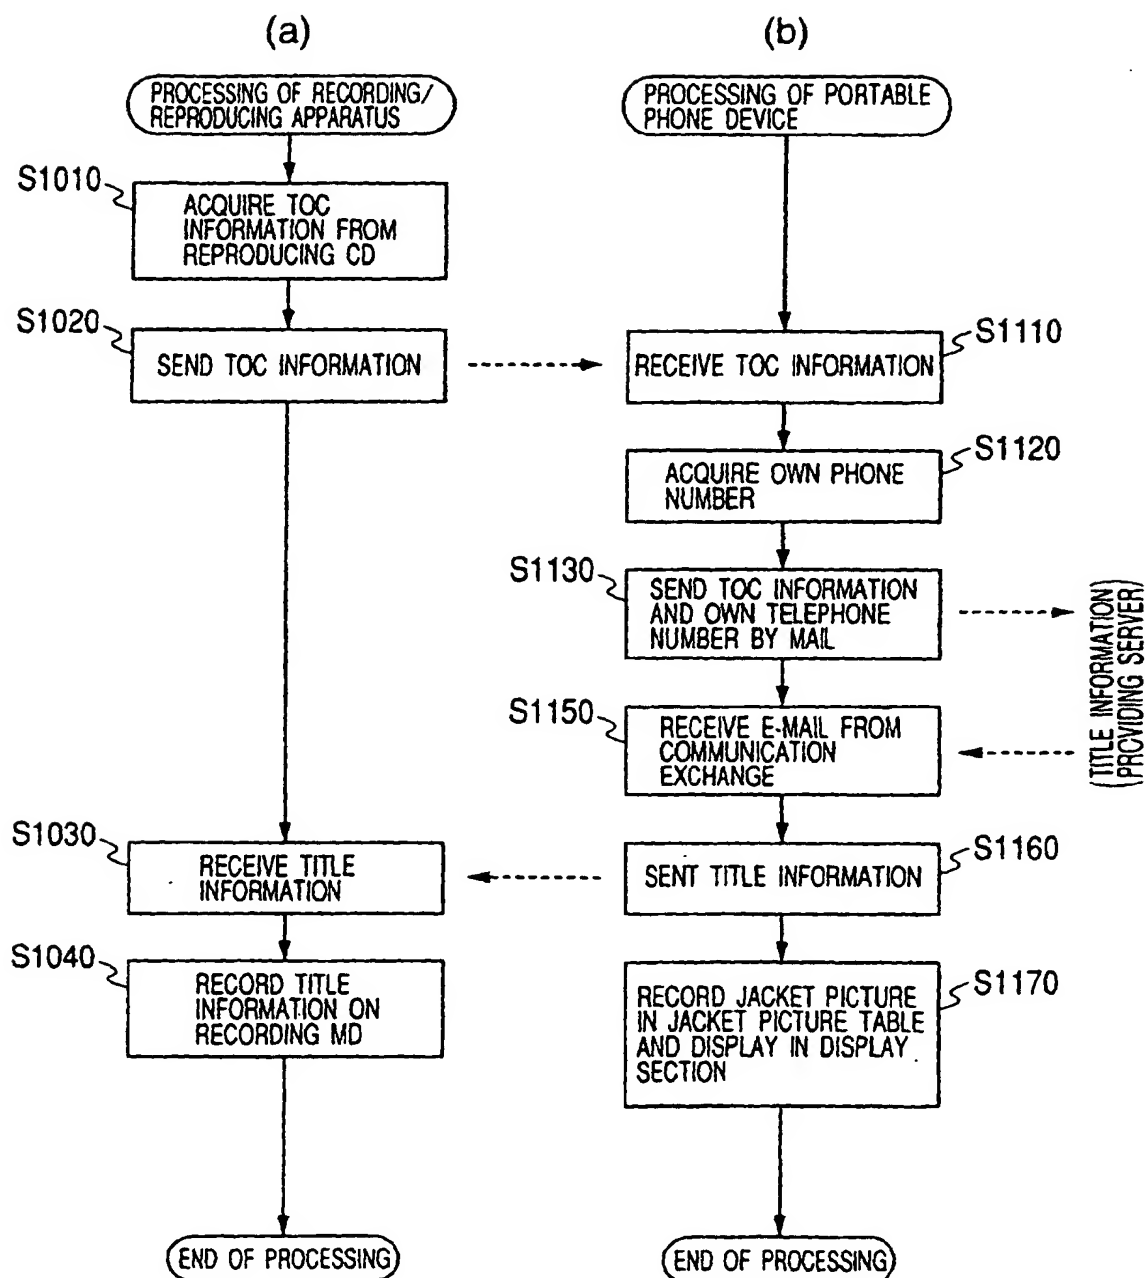 (a)
PROCESSING OF RECORDING/
REPRODUCING APPARATUS
S1010
ACQUIRE TOC
INFORMATION FROM
REPRODUCING CD
S1020
SEND TOC INFORMATION
S1030
RECEIVE TITLE
INFORMATION
S1040
RECORD TITLE
INFORMATION ON
RECORDING MD
END OF PROCESSING
(b)
PROCESSING OF PORTABLE
PHONE DEVICE
S1110
RECEIVE TOC INFORMATION
S1120
ACQUIRE OWN PHONE
NUMBER
S1130
SEND TOC INFORMATION
AND OWN TELEPHONE
NUMBER BY MAIL
(TITLE INFORMATION)
(PROVIDING SERVER)
S1150
RECEIVE E-MAIL FROM
COMMUNICATION
EXCHANGE
S1160
SENT TITLE INFORMATION
S1170
RECORD JACKET PICTURE
IN JACKET PICTURE TABLE
AND DISPLAY IN DISPLAY
SECTION
END OF PROCESSING